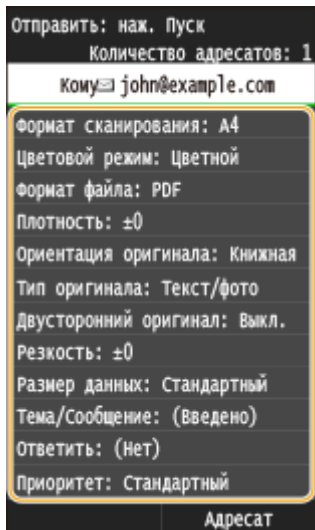 Отправить: наж. Пуск
Количество адресатов: 1
Кому john@example.com
Формат сканирования: A4
Цветовой режим: Цветной
Формат файла: PDF
Плотность: ±0
Ориентация оригинала: Книжная
Тип оригинала: Текст/фото
Двусторонний оригинал: Выкл.
Резкость: ±0
Размер данных: Стандартный
Тема/Сообщение: (Введено)
Ответить: (Нет)
Приоритет: Стандартный
Адресат